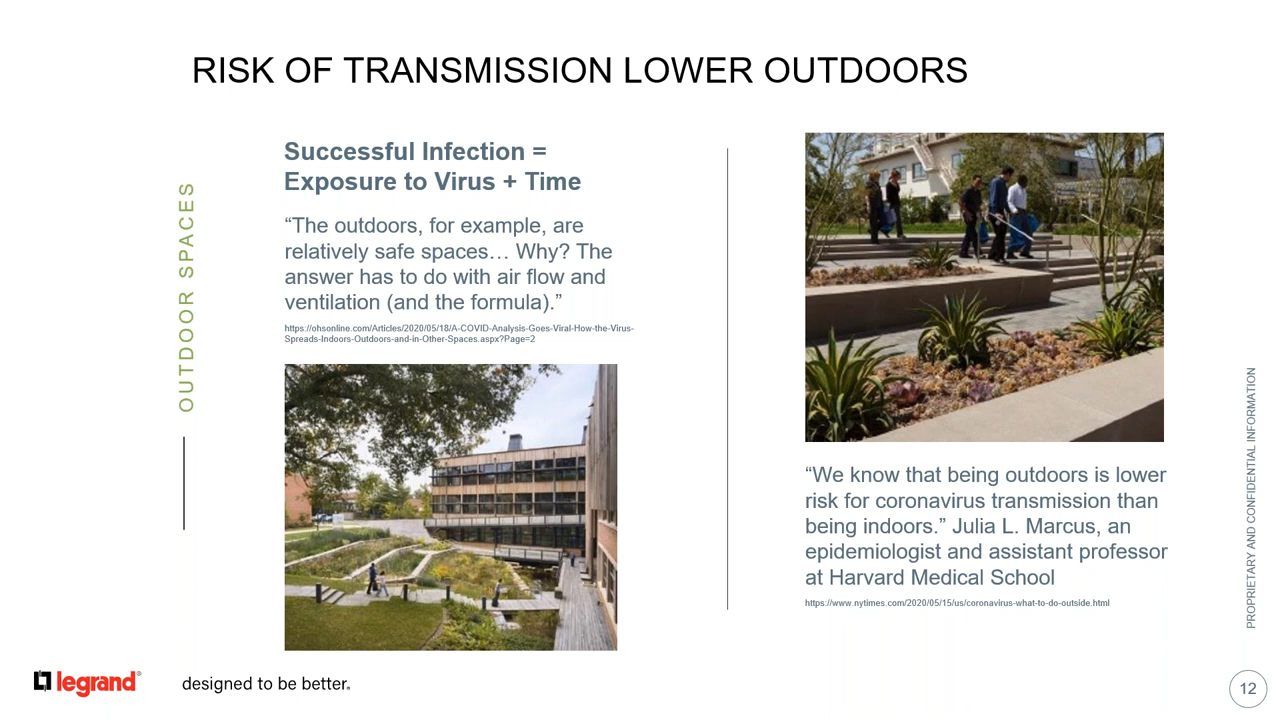 RISK OF TRANSMISSION LOWER OUTDOORS
OUTDOOR SPACES
Successful Infection =
Exposure to Virus + Time
“The outdoors, for example, are
relatively safe spaces… Why? The
answer has to do with air flow and
ventilation (and the formula).”
https://ohsonline.com/Articles/2020/05/18/A-COVID-Analysis-Goes-Viral-How-the-Virus-
Spreads-Indoors-Outdoors-and-in-Other-Spaces.aspx?Page=2
“We know that being outdoors is lower
risk for coronavirus transmission than
being indoors.” Julia L. Marcus, an
epidemiologist and assistant professor
at Harvard Medical School
https://www.nytimes.com/2020/05/15/us/coronavirus-what-to-do-outside.html
PROPRIETARY AND CONFIDENTIAL INFORMATION
legrand®
designed to be better.
12